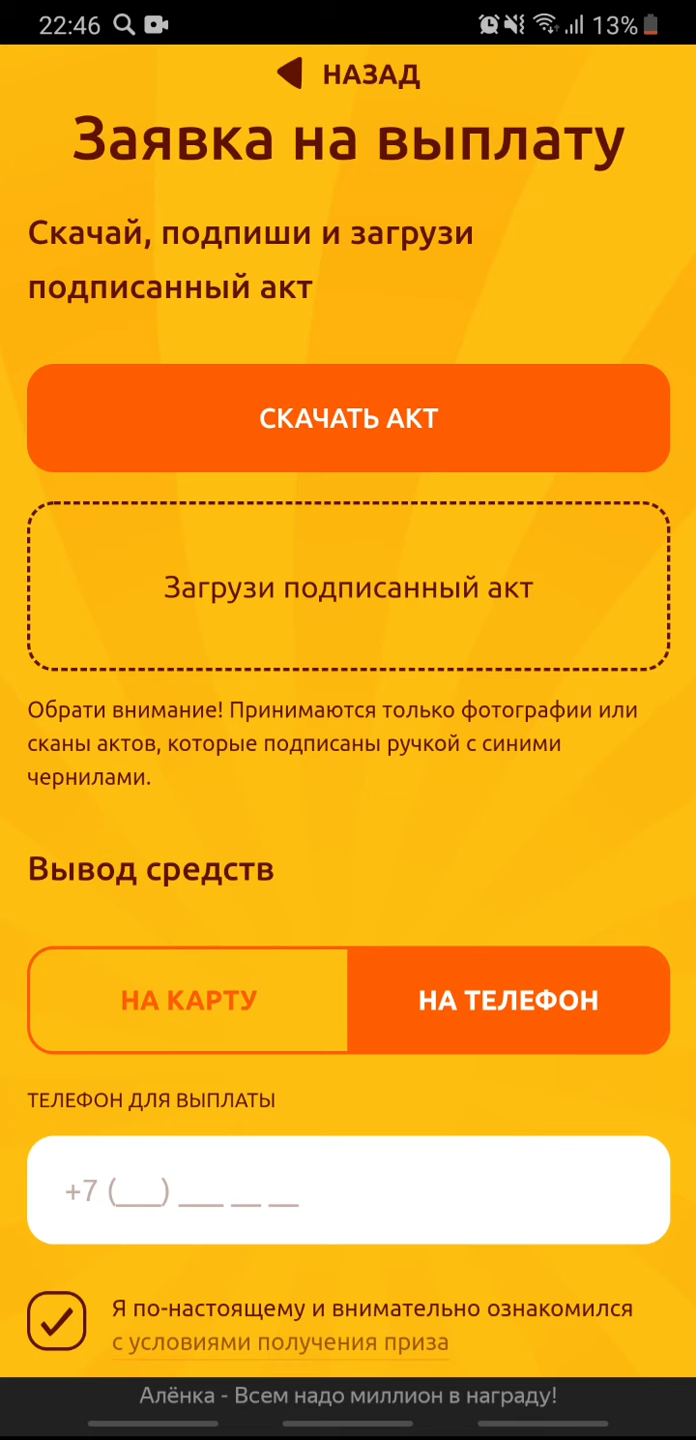 22:46
13%
НАЗАД
Заявка на выплату
Скачай, подпиши и загрузи
подписанный акт
СКАЧАТЬ АКТ
Загрузи подписанный акт
Обрати внимание! Принимаются только фотографии или
сканы актов, которые подписаны ручкой с синими
чернилами.
Вывод средств
НА КАРТУ
НА ТЕЛЕФОН
ТЕЛЕФОН ДЛЯ ВЫПЛАТЫ
+7 (___) ___ __ __
Я по-настоящему и внимательно ознакомился
с условиями получения приза
Алёнка - Всем надо миллион в награду!